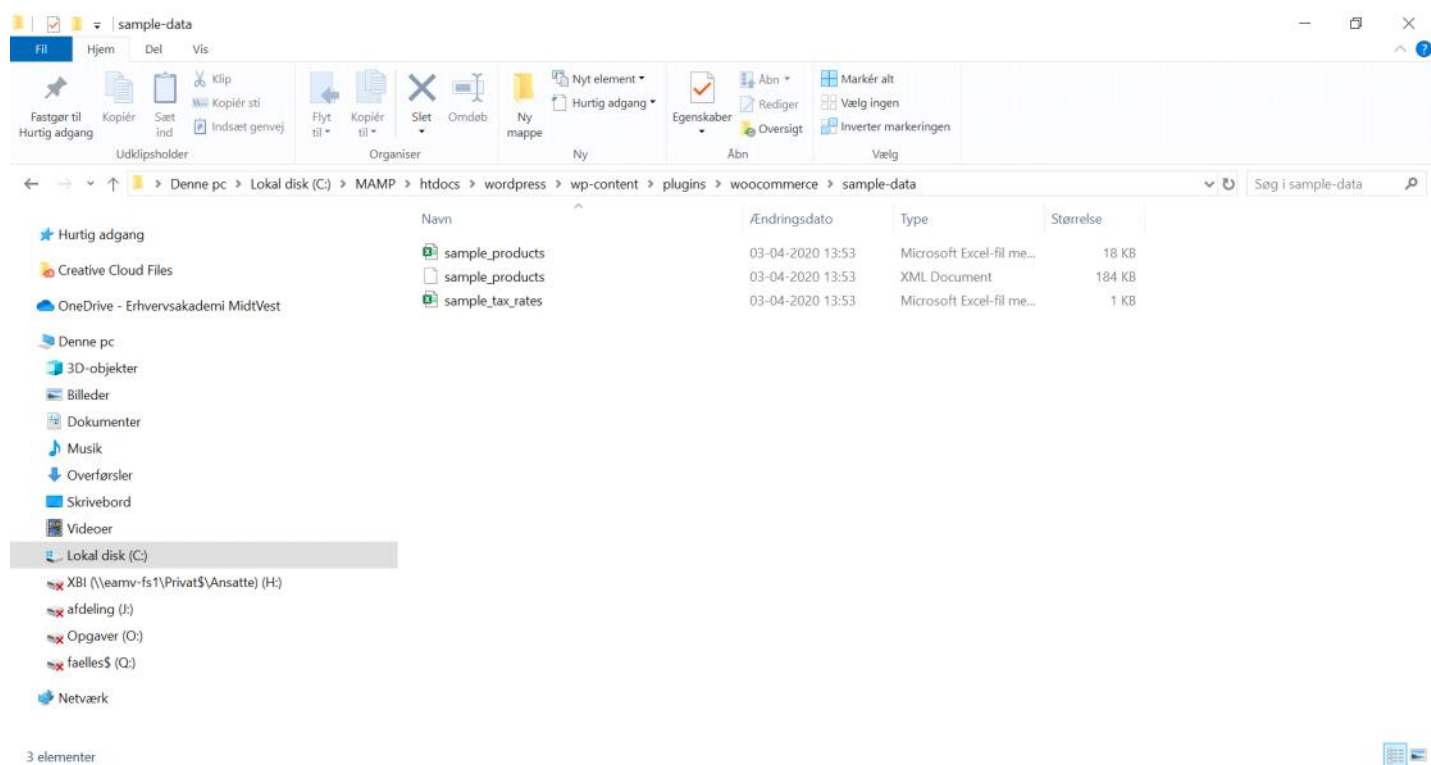 sample-data
Fil Hjem Del Vis
Fastgør til Hurtig adgang
Kopiér
Sæt ind
Klip
Kopiér sti
Indsæt genvej
Udklipsholder
Flyt til
Kopiér til
Slet
Omdøb
Organiser
Ny mappe
Nyt element
Hurtig adgang
Ny
Egenskaber
Åbn
Rediger
Oversigt
Åbn
Markér alt
Vælg ingen
Inverter markeringen
Vælg
Denne pc > Lokal disk (C:) > MAMP > htdocs > wordpress > wp-content > plugins > woocommerce > sample-data
Søg i sample-data
Hurtig adgang
Creative Cloud Files
OneDrive - Erhvervsakademi MidtVest
Denne pc
3D-objekter
Billeder
Dokumenter
Musik
Overførsler
Skrivebord
Videoer
Lokal disk (C:)
XBI (\\eamv-fs1\Privat$\Ansatte) (H:)
afdeling (J:)
Opgaver (O:)
faelles$ (Q:)
Netværk
Navn Ændringsdato Type Størrelse
sample_products 03-04-2020 13:53 Microsoft Excel-fil me... 18 KB
sample_products 03-04-2020 13:53 XML Document 184 KB
sample_tax_rates 03-04-2020 13:53 Microsoft Excel-fil me... 1 KB
3 elementer